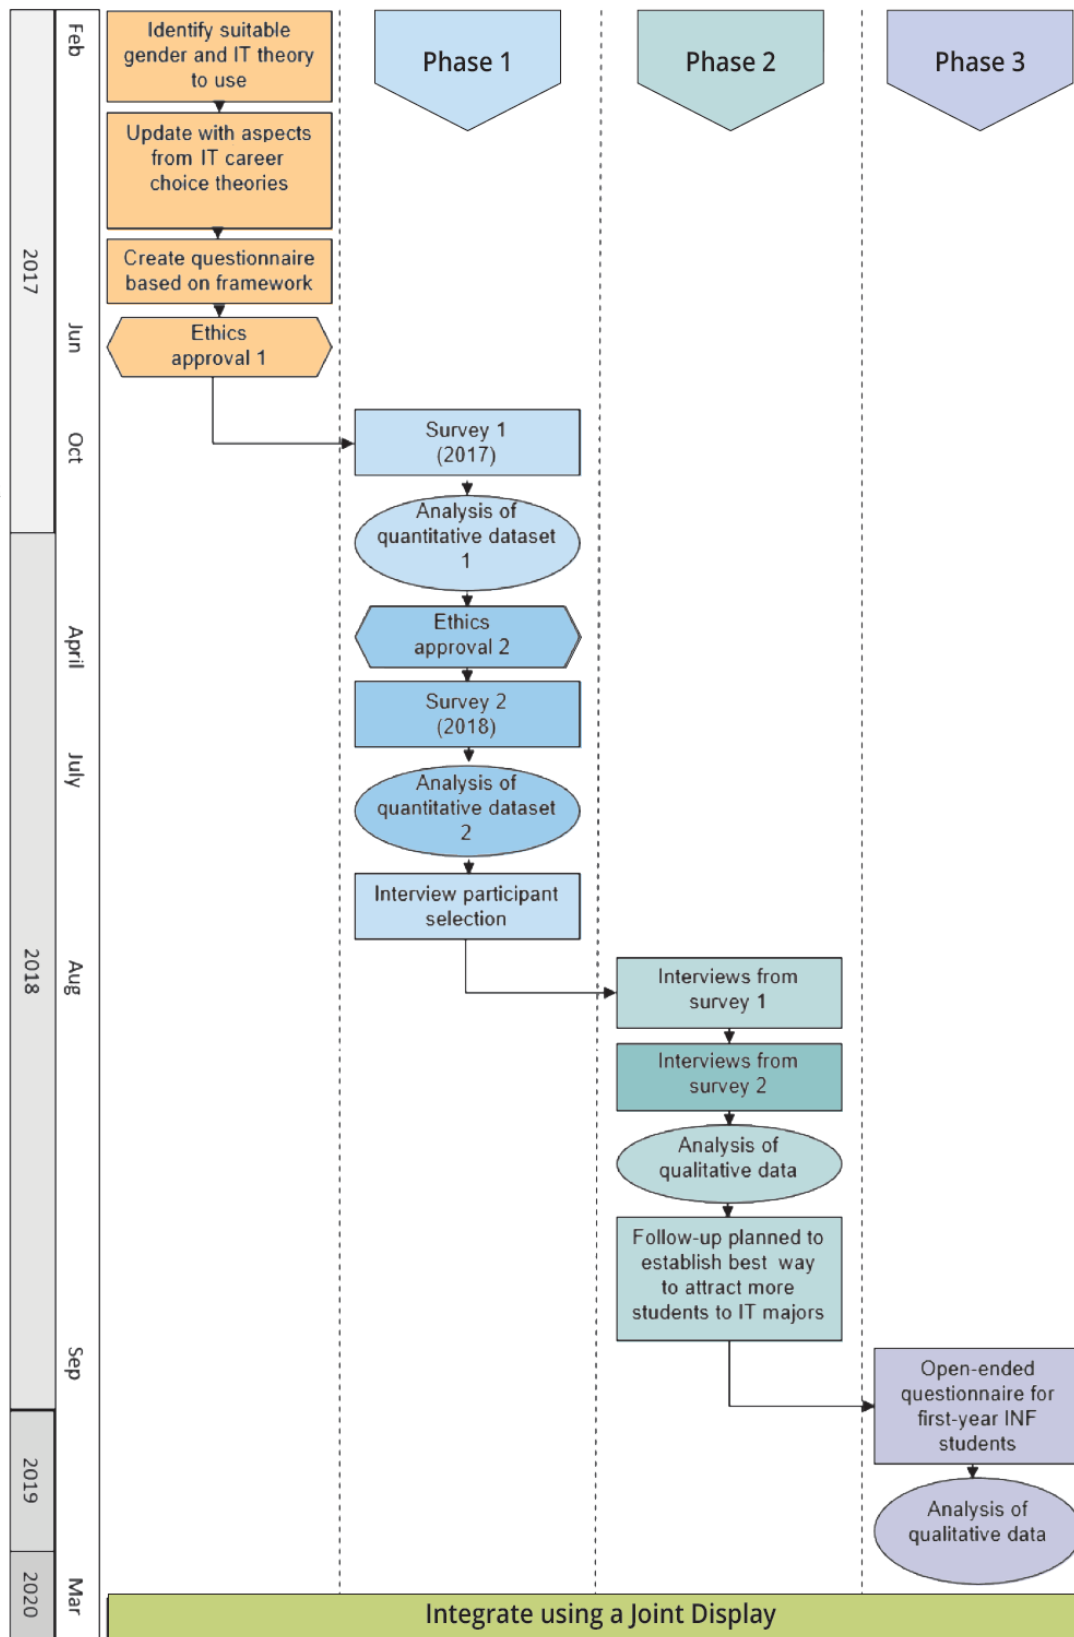 2017
2018
2019
2020
Feb
Jun
Oct
April
July
Aug
Sep
Mar
Identify suitable
gender and IT theory
to use
Update with aspects
from IT career
choice theories
Create questionnaire
based on framework
Ethics
approval 1
Phase 1
Survey 1
(2017)
Analysis of
quantitative dataset
1
Ethics
approval 2
Survey 2
(2018)
Analysis of
quantitative dataset
2
Interview participant
selection
Phase 2
Interviews from
survey 1
Interviews from
survey 2
Analysis of
qualitative data
Follow-up planned to
establish best way
to attract more
students to IT majors
Phase 3
Open-ended
questionnaire for
first-year INF
students
Analysis of
qualitative data
Integrate using a Joint Display